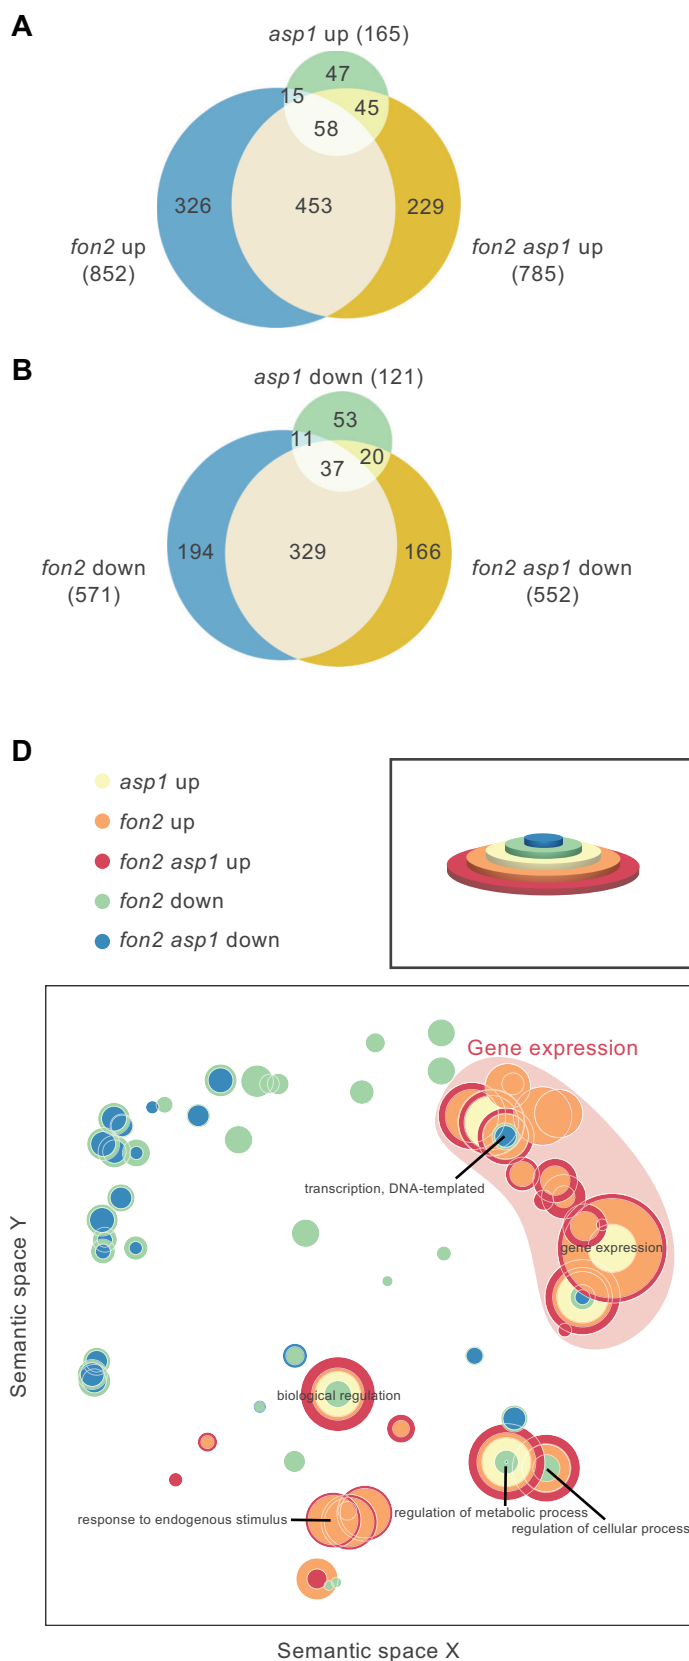 A
asp1 up (165)
47
15
45
58
326
453
229
fon2 up
(852)
fon2 asp1 up
(785)
B
asp1 down (121)
53
11
20
37
194
329
166
fon2 down
(571)
fon2 asp1 down
(552)
D
asp1 up
fon2 up
fon2 asp1 up
fon2 down
fon2 asp1 down
Gene expression
transcription, DNA-templated
gene expression
biological regulation
response to endogenous stimulus
regulation of metabolic process
regulation of cellular process
Semantic space Y
Semantic space X